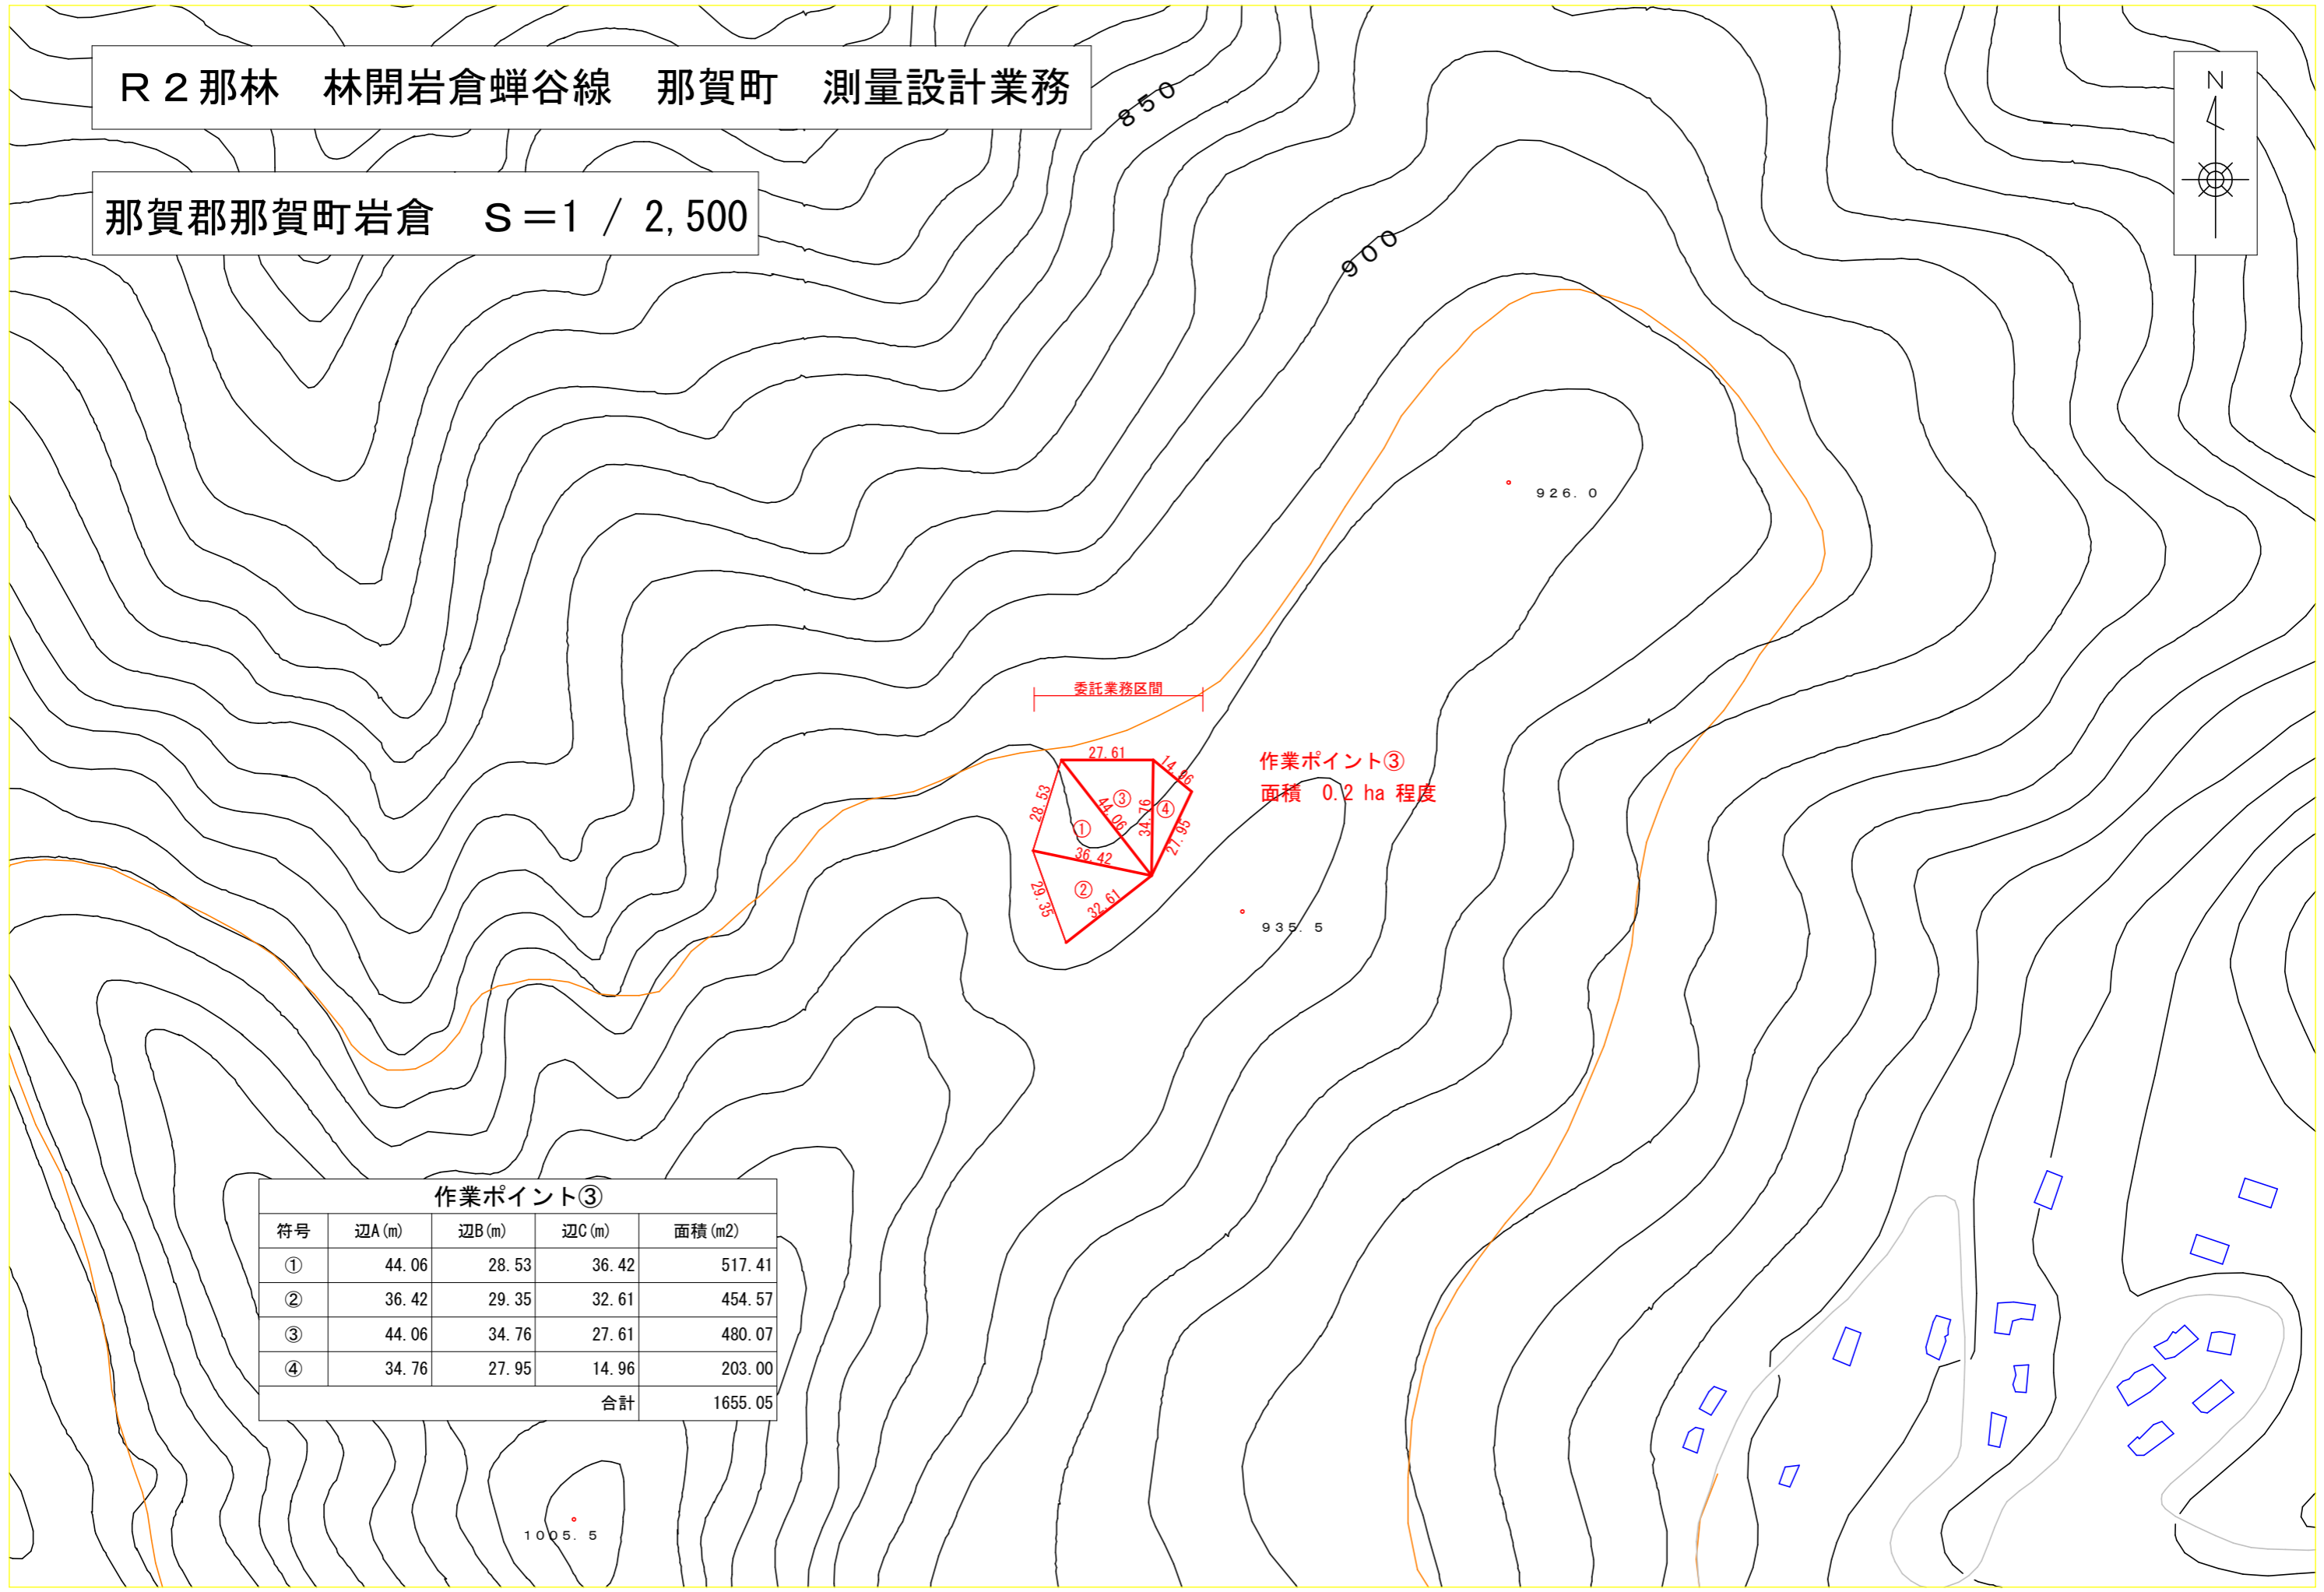 R2那林　林開岩倉蝉谷線　那賀町　測量設計業務
那賀郡那賀町岩倉　S＝1 / 2,500
N
850
900
926.0
委託業務区間
27.61
14.96
作業ポイント③
面積　0.2 ha 程度
28.53
③
44.06
34.76
④
①
27.95
36.42
②
29.35
32.61
935.5
作業ポイント③
符号 辺A(m) 辺B(m) 辺C(m) 面積(m2)
① 44.06 28.53 36.42 517.41
② 36.42 29.35 32.61 454.57
③ 44.06 34.76 27.61 480.07
④ 34.76 27.95 14.96 203.00
合計 1655.05
1005.5